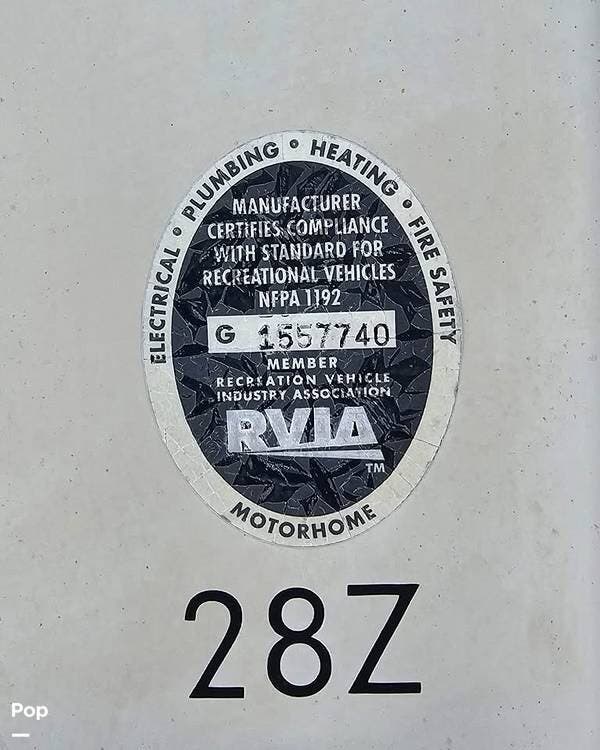 ELECTRICAL • PLUMBING • HEATING • FIRE SAFETY
MANUFACTURER
CERTIFIES COMPLIANCE
WITH STANDARD FOR
RECREATIONAL VEHICLES
NFPA 1192
G 1557740
MEMBER
RECREATION VEHICLE
INDUSTRY ASSOCIATION
RVIA
TM
MOTORHOME
28Z
Pop